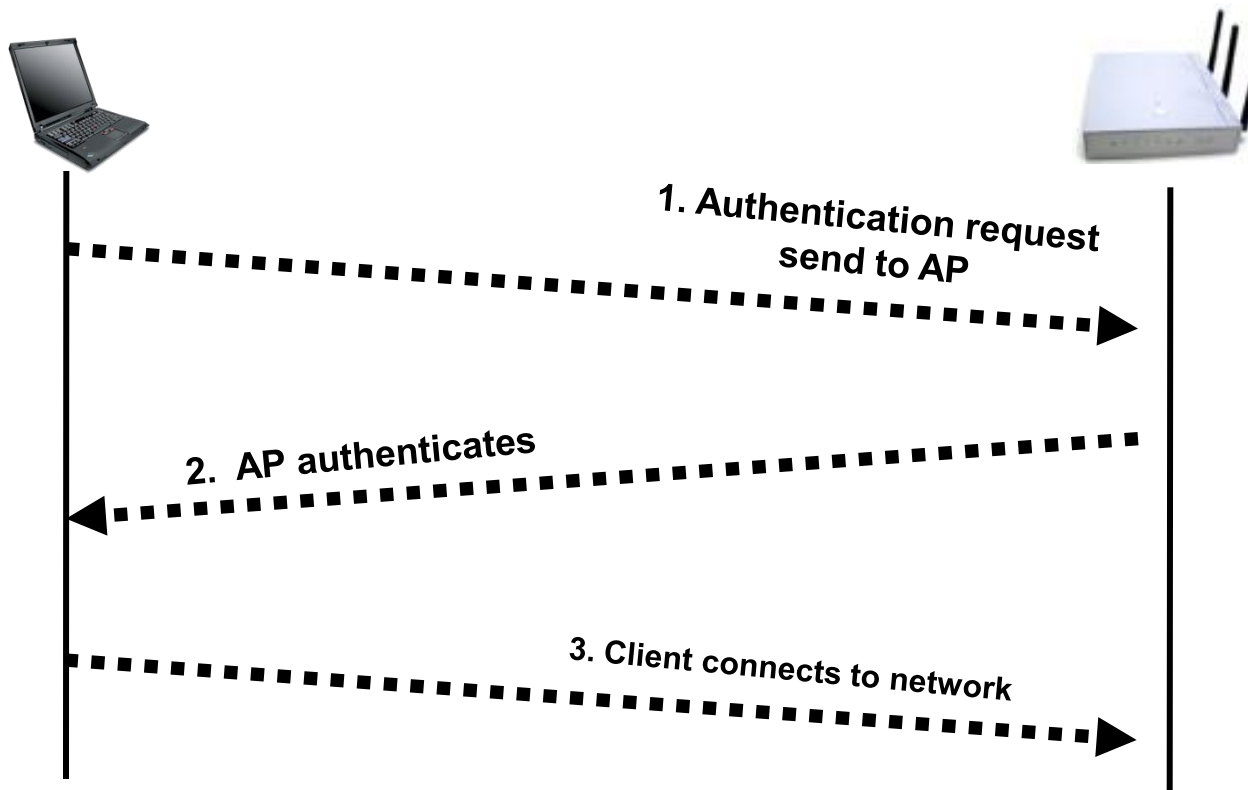 1. Authentication request
send to AP
2. AP authenticates
3. Client connects to network